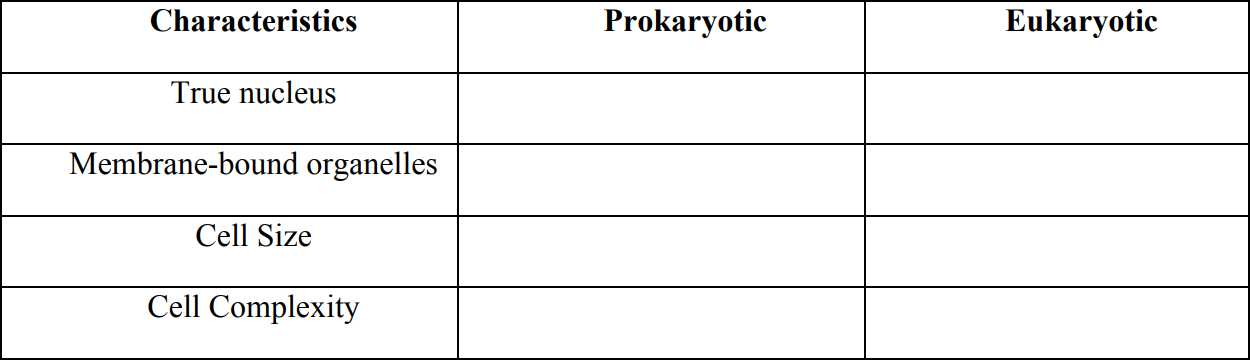 Characteristics Prokaryotic Eukaryotic
True nucleus
Membrane-bound organelles
Cell Size
Cell Complexity